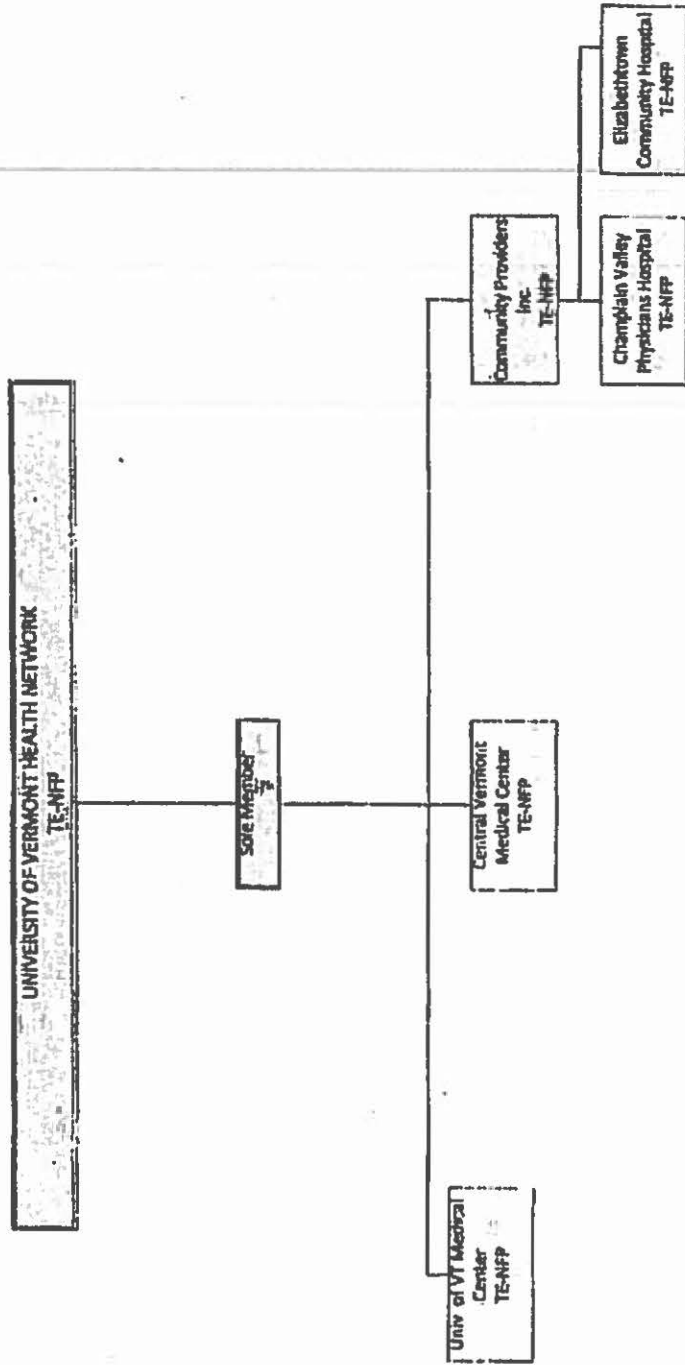 UNIVERSITY OF VERMONT HEALTH NETWORK
TE-NFP
Sole Member
Univ of VT Medical
Center
TE-NFP
Central Vermont
Medical Center
TE-NFP
Community Providers
Inc.
TE-NFP
Champlain Valley
Physicians Hospital
TE-NFP
Elizabethtown
Community Hospital
TE-NFP